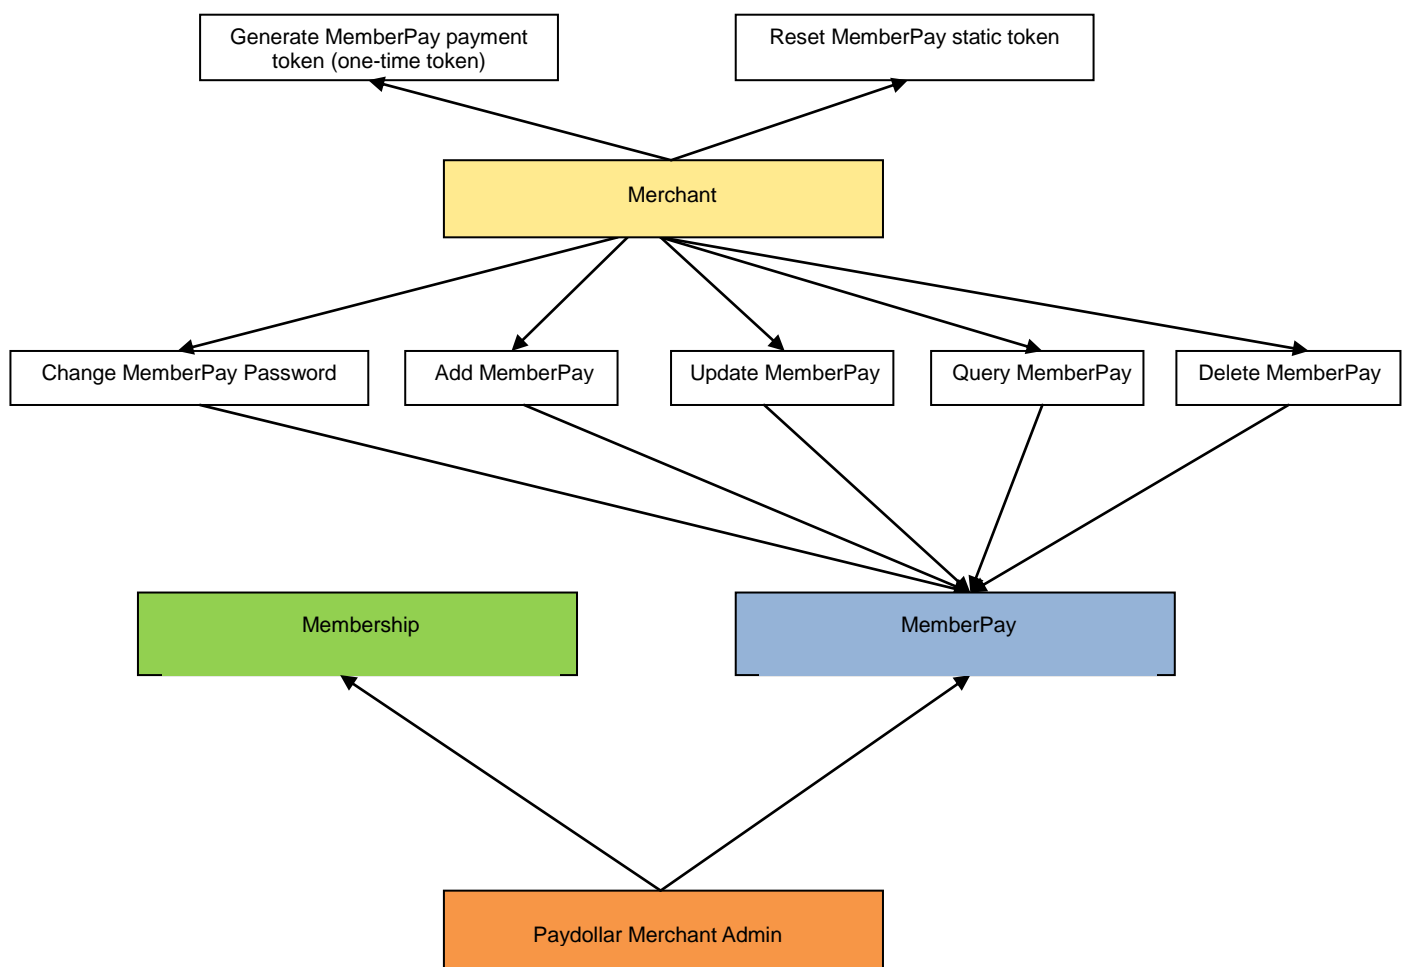 Generate MemberPay payment
token (one-time token)
Reset MemberPay static token
Merchant
Change MemberPay Password
Add MemberPay
Update MemberPay
Query MemberPay
Delete MemberPay
Membership
MemberPay
Paydollar Merchant Admin